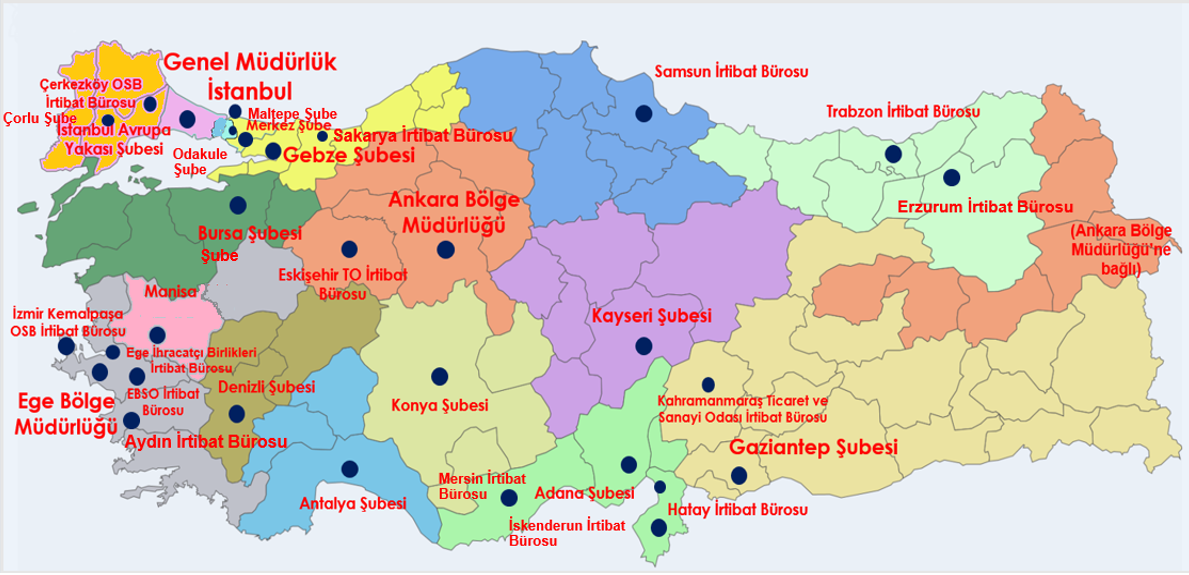 Genel Müdürlük
İstanbul
Samsun İrtibat Bürosu
Çerkezköy OSB
İrtibat Bürosu
Çorlu Şube
İstanbul Avrupa
Yakası Şubesi
Maltepe Şube
Merkez Şube
Sakarya İrtibat Bürosu
Odakule
Şube
Gebze Şubesi
Trabzon İrtibat Bürosu
Ankara Bölge
Müdürlüğü
Erzurum İrtibat Bürosu
(Ankara Bölge
Müdürlüğü'ne
bağlı)
Bursa Şubesi
Şube
Eskişehir TO İrtibat
Bürosu
Manisa
İzmir Kemalpaşa
OSB İrtibat Bürosu
Kayseri Şubesi
Ege İhracatçı Birlikleri
İrtibat Bürosu
EBSO İrtibat
Bürosu
Denizli Şubesi
Ege Bölge
Müdürlüğü
Konya Şubesi
Kahramanmaraş Ticaret ve
Sanayi Odası İrtibat Bürosu
Aydın İrtibat Bürosu
Gaziantep Şubesi
Mersin İrtibat
Bürosu
Adana Şubesi
Antalya Şubesi
Hatay İrtibat Bürosu
İskenderun İrtibat
Bürosu